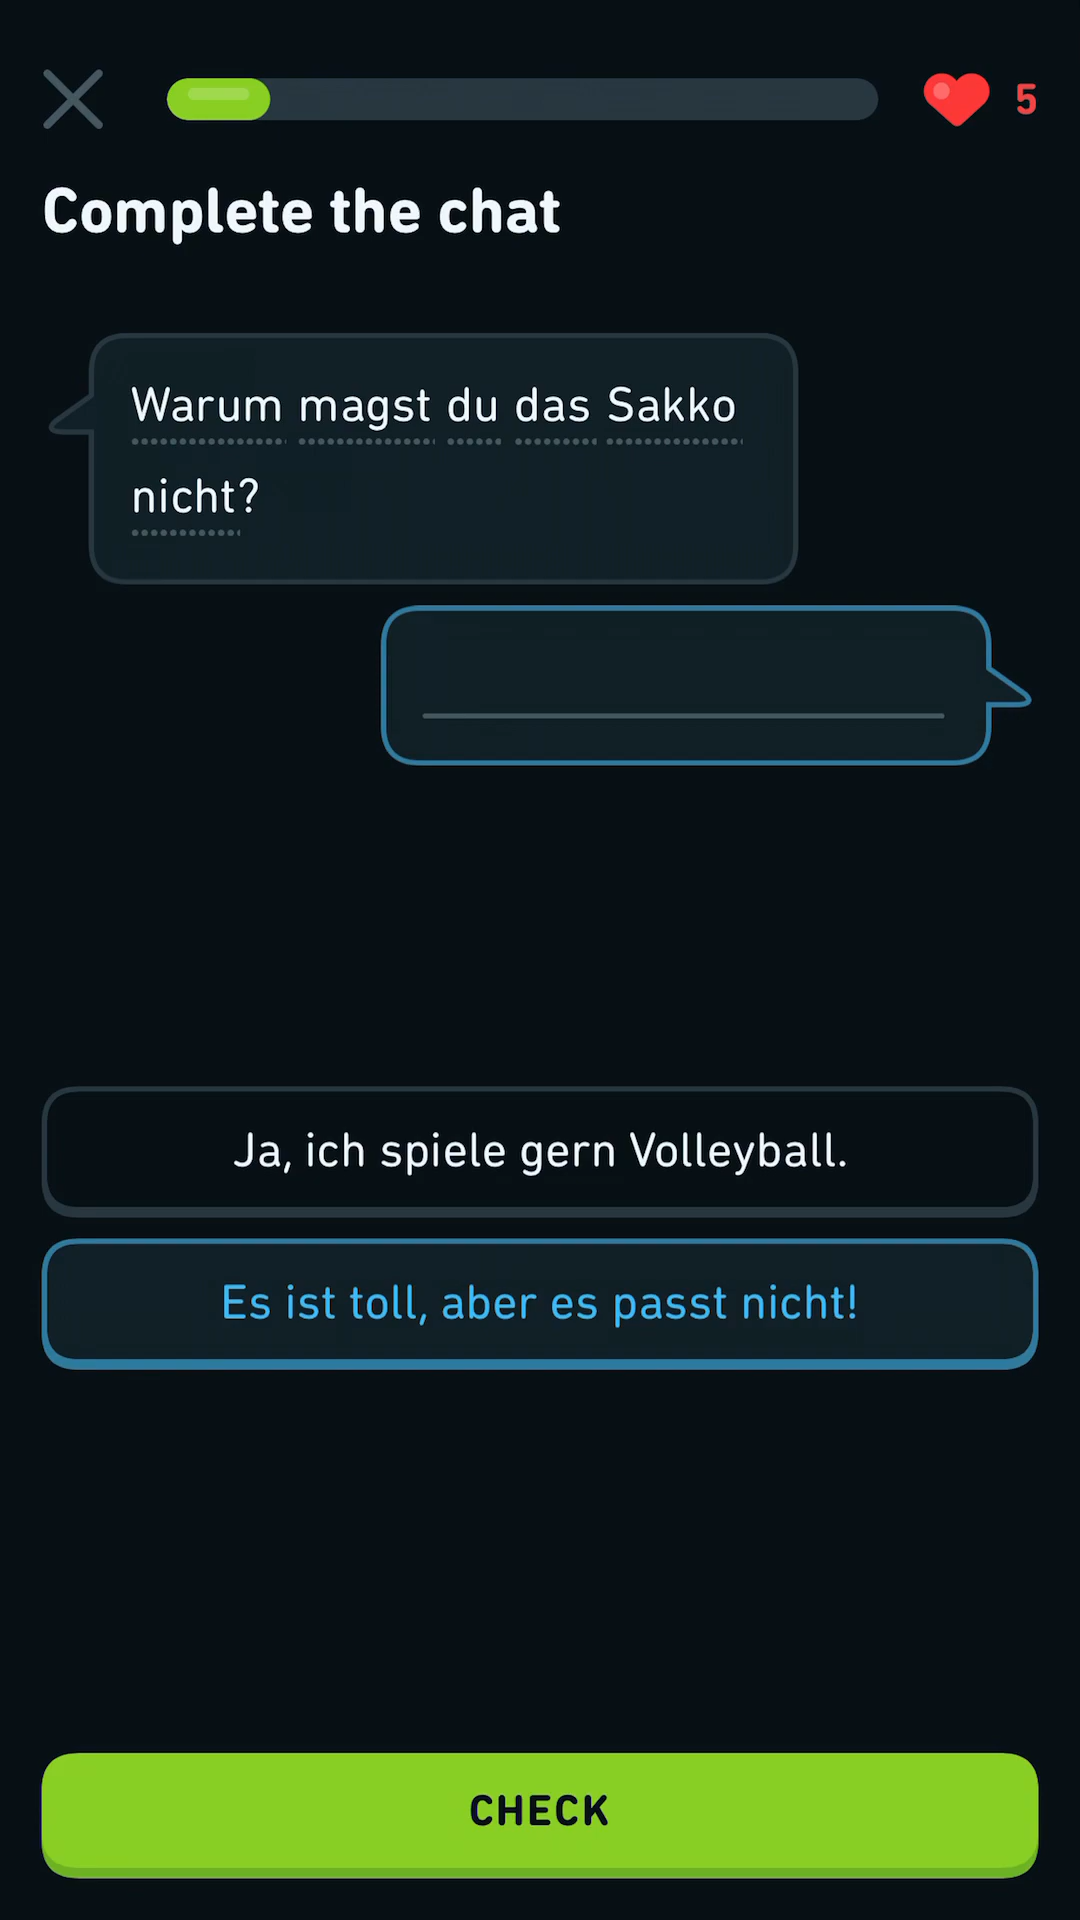 5
Complete the chat
Warum magst du das Sakko
nicht?
Ja, ich spiele gern Volleyball.
Es ist toll, aber es passt nicht!
CHECK